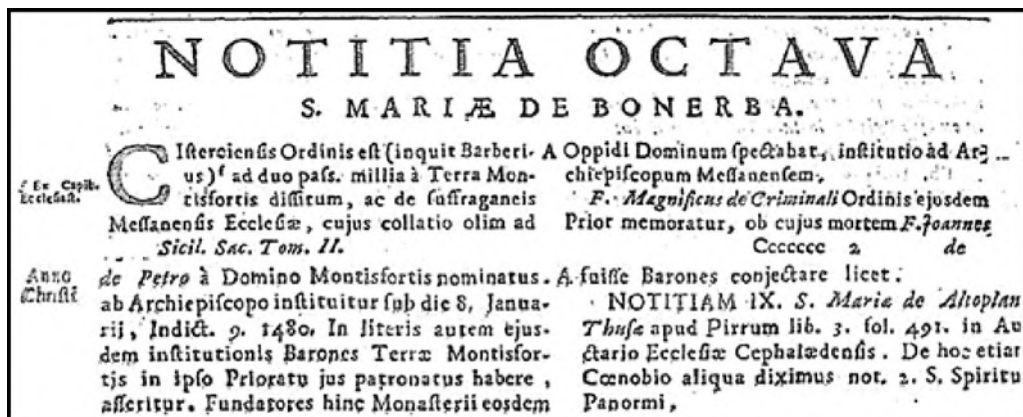 NOTITIA OCTAVA
S. MARIÆ DE BONERBA.
CIſtercienſis Ordinis eſt (inquit Barberi-
us)ᶠ ad duo paſſ. millia à Terra Mon-
tisfortis diſſitum, ac de ſuffraganeis
Meſſanenſis Eccleſiæ, cujus collatio olim ad
Ex Capib.
Eccleſiaſt.
Sicil. Sac. Tom. II.
A Oppidi Dominum ſpectabat, inſtitutio ad Ar
chiepiſcopum Meſſanenſem.
F. Magnificus de Criminali Ordinis ejuſdem
Prior memoratur, ob cujus mortem F. Joannes
Ccccccc 2 de
Anno
Chriſti
de Petro à Domino Montisfortis nominatus.
ab Archiepiſcopo inſtituitur ſub die 8. Janua-
rij, Indict. 9. 1480. In literis autem ejuſ-
dem inſtitutionis Barones Terræ Montisfor-
tjs in ipſo Prioratu jus patronatus habere,
aſſeritur. Fundatores hinc Monaſterii eoſdem
A fuiſſe Barones conjectare licet.
NOTITIAM IX. S. Maria de Altoplan
Thuſæ apud Pirrum lib. 3. fol. 491. in Au
ctario Eccleſiæ Cephalædenſis. De hoc etiar
Cœnobio aliqua diximus not. 2. S. Spiritu
Panormi,